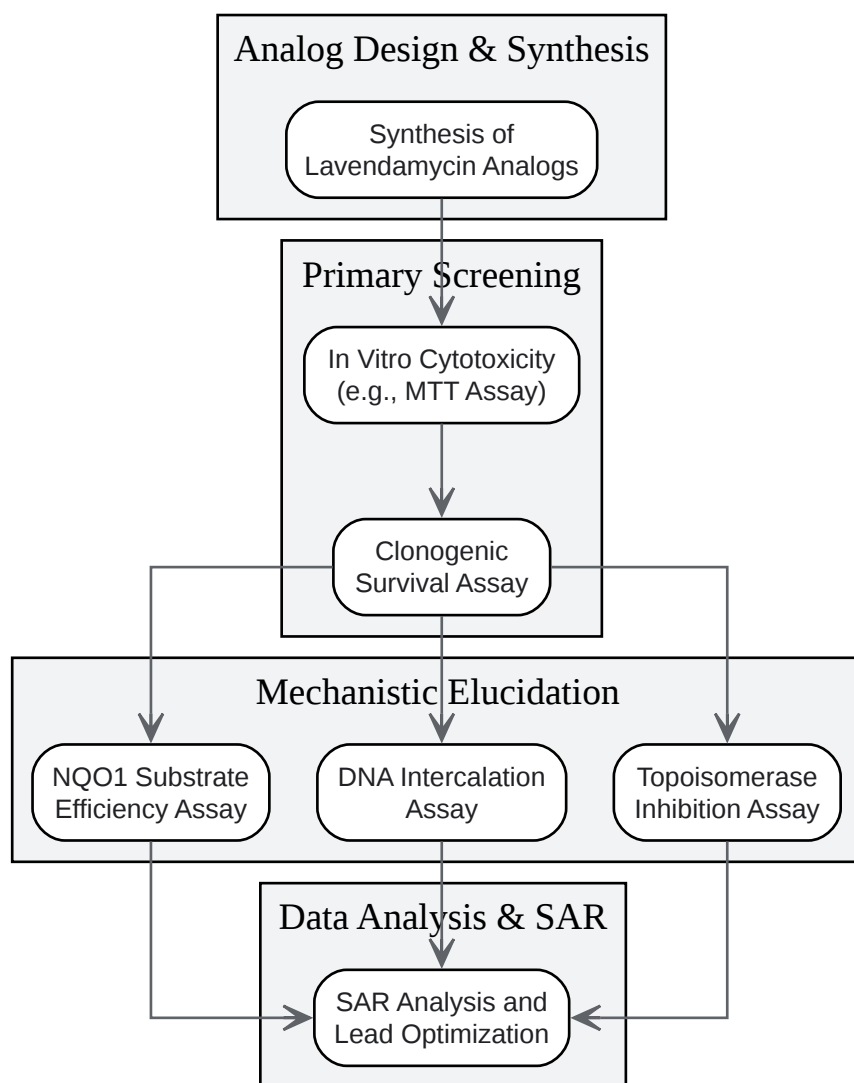 Analog Design & Synthesis
Synthesis of
Lavendamycin Analogs
Primary Screening
In Vitro Cytotoxicity
(e.g., MTT Assay)
Clonogenic
Survival Assay
Mechanistic Elucidation
NQO1 Substrate
Efficiency Assay
DNA Intercalation
Assay
Topoisomerase
Inhibition Assay
Data Analysis & SAR
SAR Analysis and
Lead Optimization